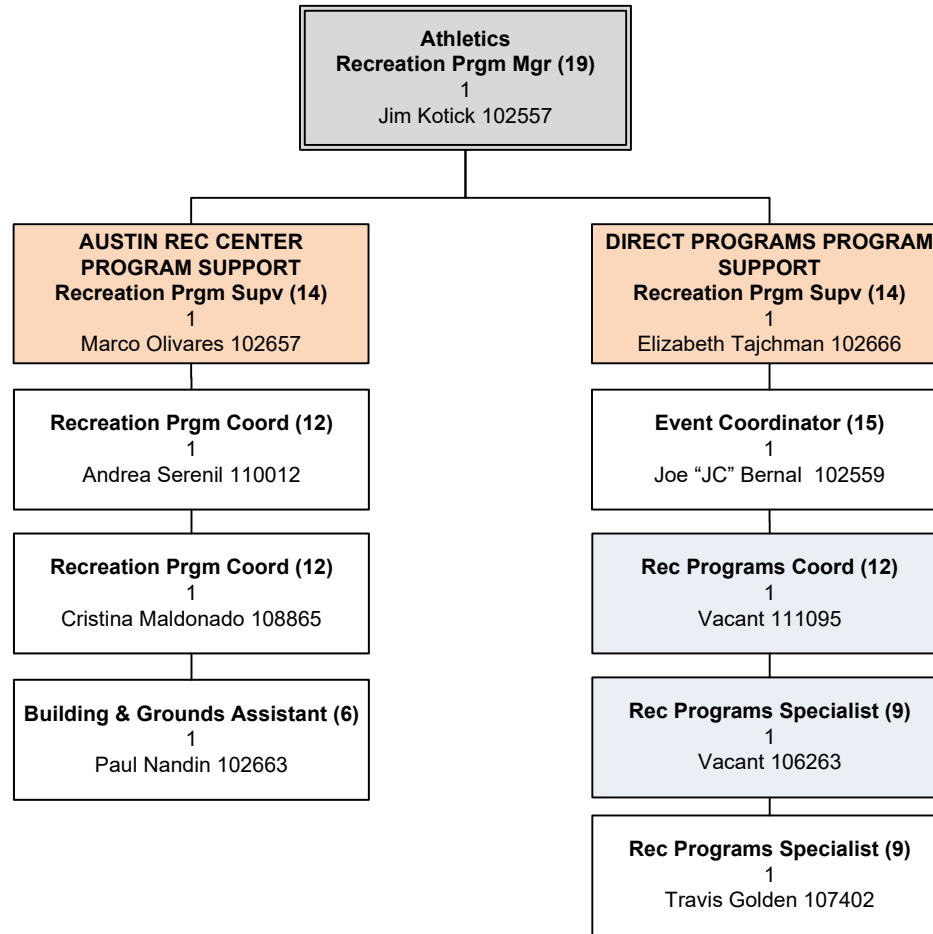 Athletics
Recreation Prgm Mgr (19)
1
Jim Kotick 102557
AUSTIN REC CENTER
PROGRAM SUPPORT
Recreation Prgm Supv (14)
1
Marco Olivares 102657
Recreation Prgm Coord (12)
1
Andrea Serenil 110012
Recreation Prgm Coord (12)
1
Cristina Maldonado 108865
Building & Grounds Assistant (6)
1
Paul Nandin 102663
DIRECT PROGRAMS PROGRAM
SUPPORT
Recreation Prgm Supv (14)
1
Elizabeth Tajchman 102666
Event Coordinator (15)
1
Joe “JC” Bernal 102559
Rec Programs Coord (12)
1
Vacant 111095
Rec Programs Specialist (9)
1
Vacant 106263
Rec Programs Specialist (9)
1
Travis Golden 107402